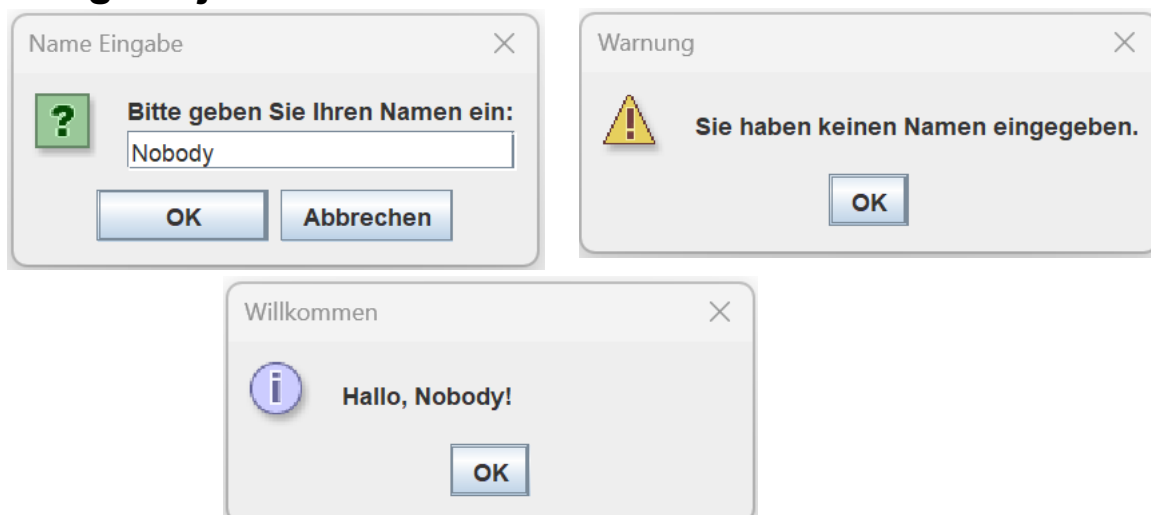 Name Eingabe
Bitte geben Sie Ihren Namen ein:
Nobody
OK Abbrechen
Warnung
Sie haben keinen Namen eingegeben.
OK
Willkommen
Hallo, Nobody!
OK